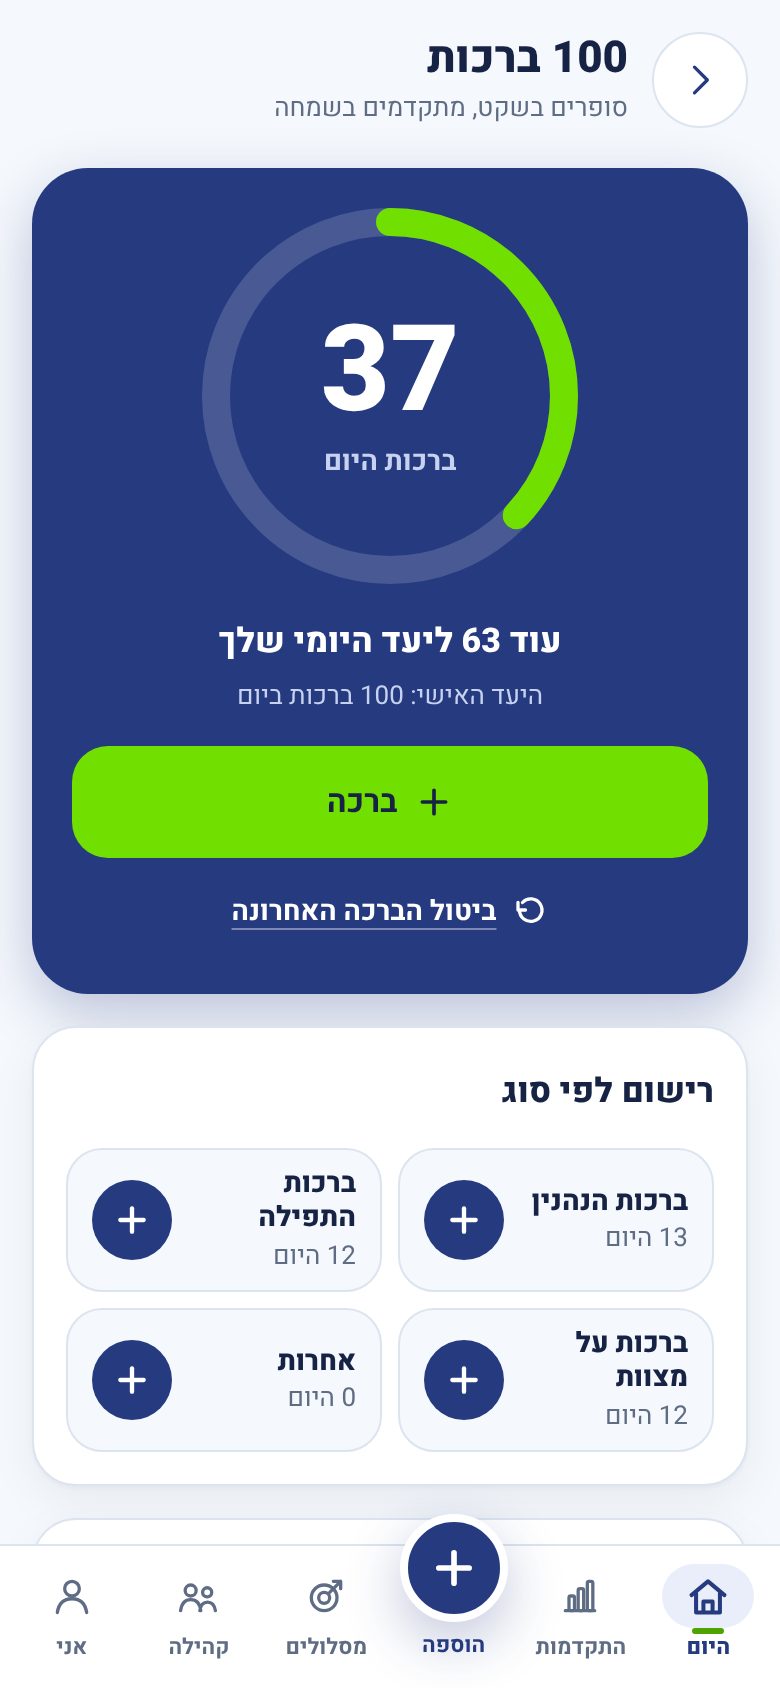 100 ברכות
סופרים בשקט, מתקדמים בשמחה
37
ברכות היום
עוד 63 ליעד היומי שלך
היעד האישי: 100 ברכות ביום
ברכה
ביטול הברכה האחרונה
רישום לפי סוג
ברכות הנהנין
13 היום
ברכות
התפילה
12 היום
ברכות על
מצוות
12 היום
אחרות
0 היום
היום
התקדמות
הוספה
מסלולים
קהילה
אני